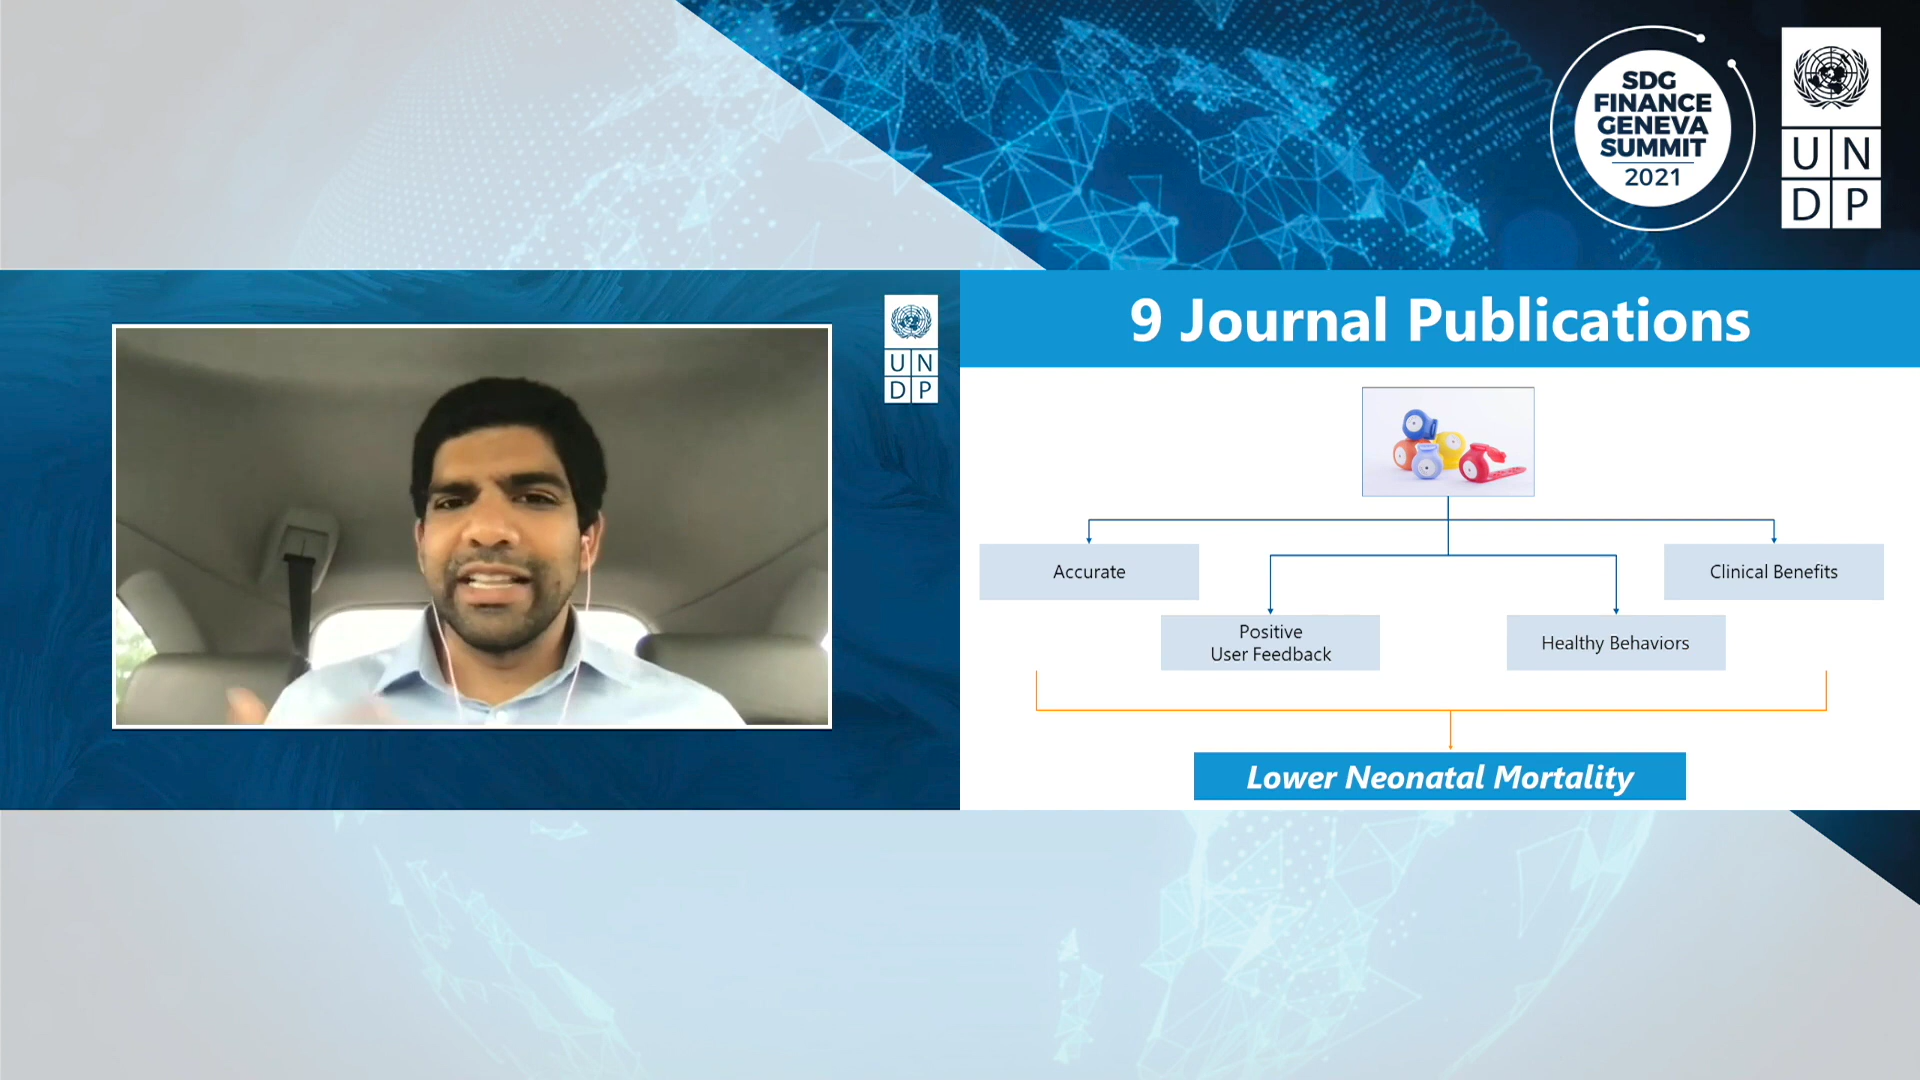 SDG
FINANCE
GENEVA
SUMMIT
2021
U N
D P
U N
D P
9 Journal Publications
Accurate
Clinical Benefits
Positive
User Feedback
Healthy Behaviors
Lower Neonatal Mortality